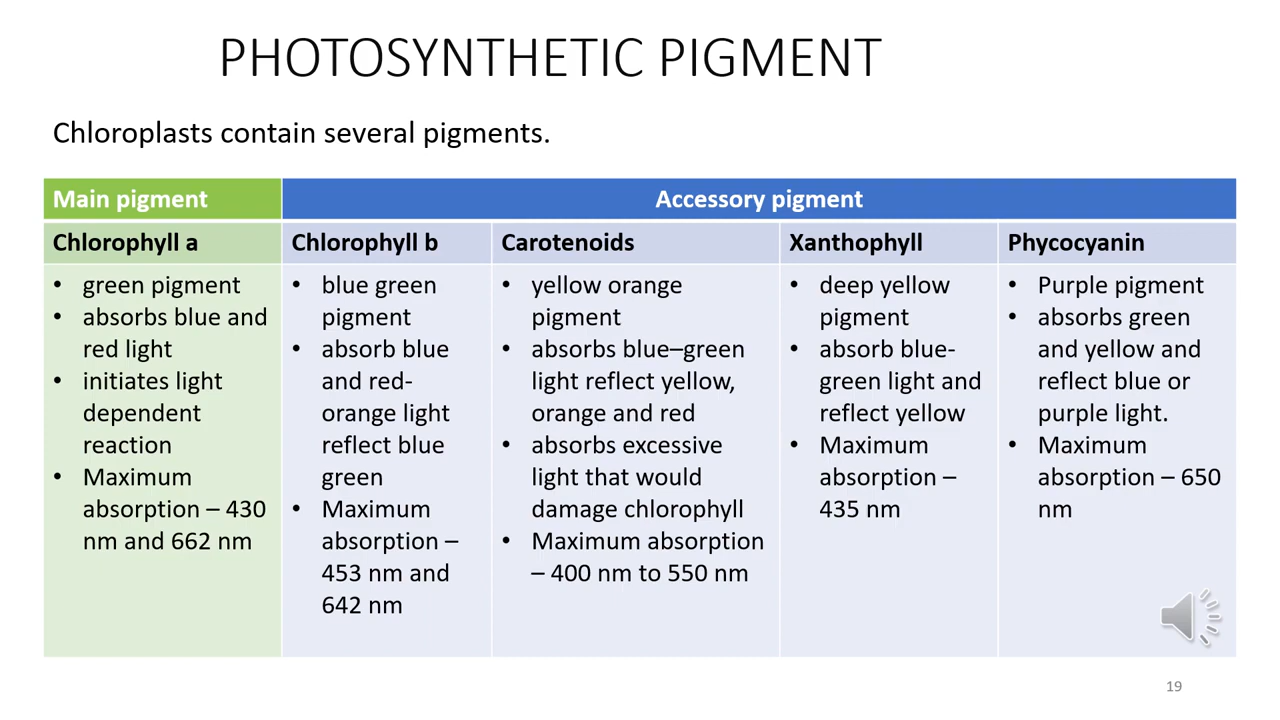 PHOTOSYNTHETIC PIGMENT
Chloroplasts contain several pigments.
Main pigment
Accessory pigment
Chlorophyll a
Chlorophyll b
Carotenoids
Xanthophyll
Phycocyanin
• green pigment
• absorbs blue and
red light
• initiates light
dependent
reaction
• Maximum
absorption – 430
nm and 662 nm
• blue green
pigment
• absorb blue
and red-
orange light
reflect blue
green
• Maximum
absorption –
453 nm and
642 nm
• yellow orange
pigment
• absorbs blue–green
light reflect yellow,
orange and red
• absorbs excessive
light that would
damage chlorophyll
• Maximum absorption
– 400 nm to 550 nm
• deep yellow
pigment
• absorb blue-
green light and
reflect yellow
• Maximum
absorption –
435 nm
• Purple pigment
• absorbs green
and yellow and
reflect blue or
purple light.
• Maximum
absorption – 650
nm
19